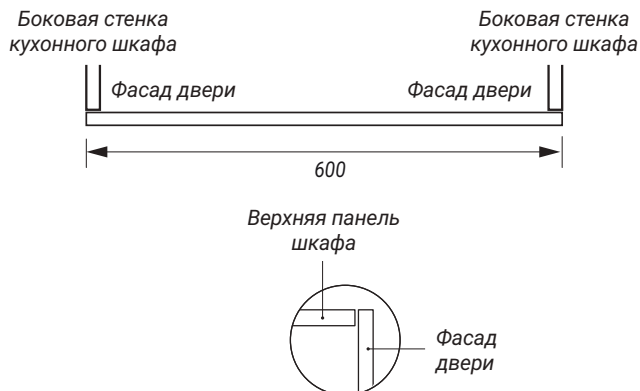 Боковая стенка
кухонного шкафа
Боковая стенка
кухонного шкафа
Фасад двери
Фасад двери
600
Верхняя панель
шкафа
Фасад
двери